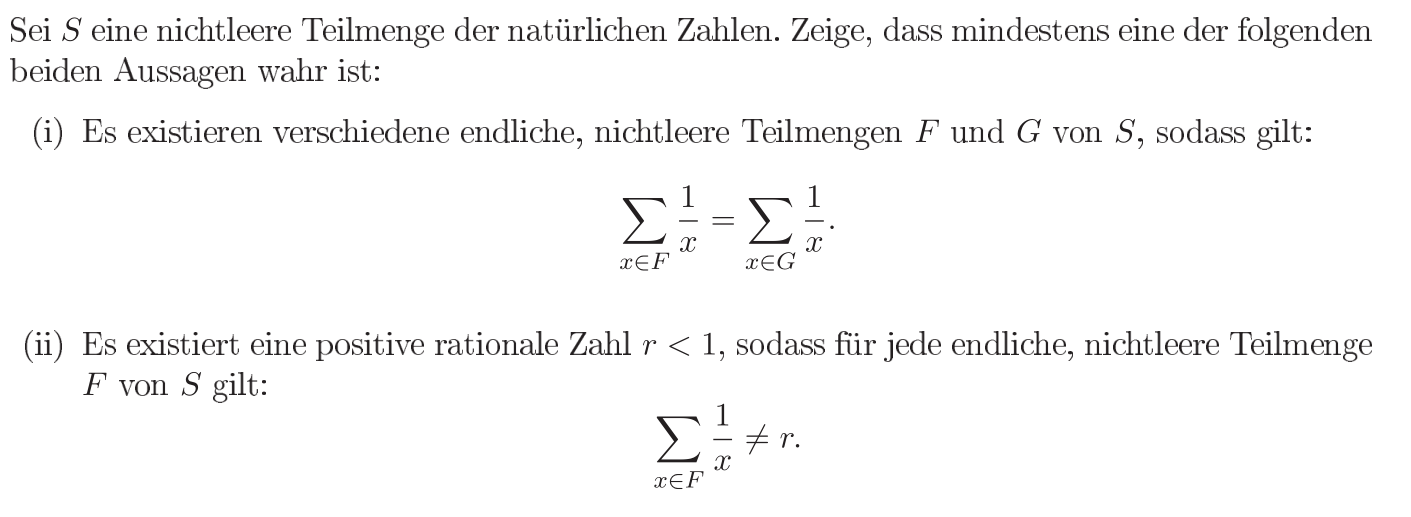 Sei S eine nichtleere Teilmenge der natürlichen Zahlen. Zeige, dass mindestens eine der folgenden
beiden Aussagen wahr ist:
(i) Es existieren verschiedene endliche, nichtleere Teilmengen F und G von S, sodass gilt:
∑_{x∈F} 1/x = ∑_{x∈G} 1/x.
(ii) Es existiert eine positive rationale Zahl r < 1, sodass für jede endliche, nichtleere Teilmenge
F von S gilt:
∑_{x∈F} 1/x ≠ r.